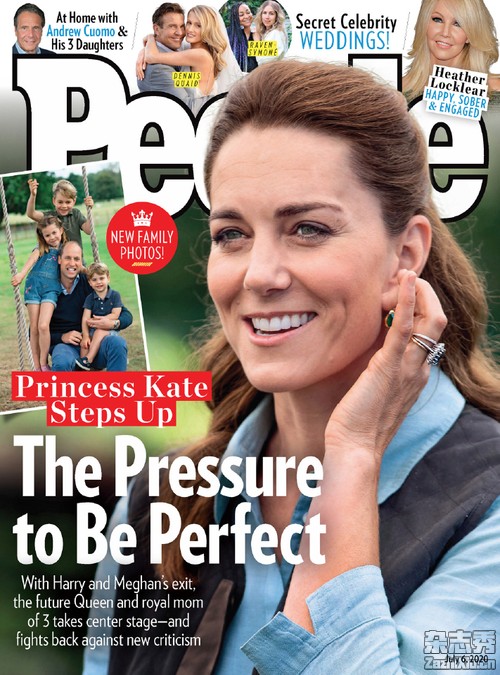 At Home with
Andrew Cuomo &
His 3 Daughters
DENNIS
QUAID
RAVEN-
SYMONÉ
Secret Celebrity
WEDDINGS!
Heather
Locklear
HAPPY, SOBER
& ENGAGED
People
NEW FAMILY
PHOTOS!
Princess Kate
Steps Up
The Pressure
to Be Perfect
With Harry and Meghan's exit,
the future Queen and royal mom
of 3 takes center stage—and
fights back against new criticism
杂志秀
July 6, 2020